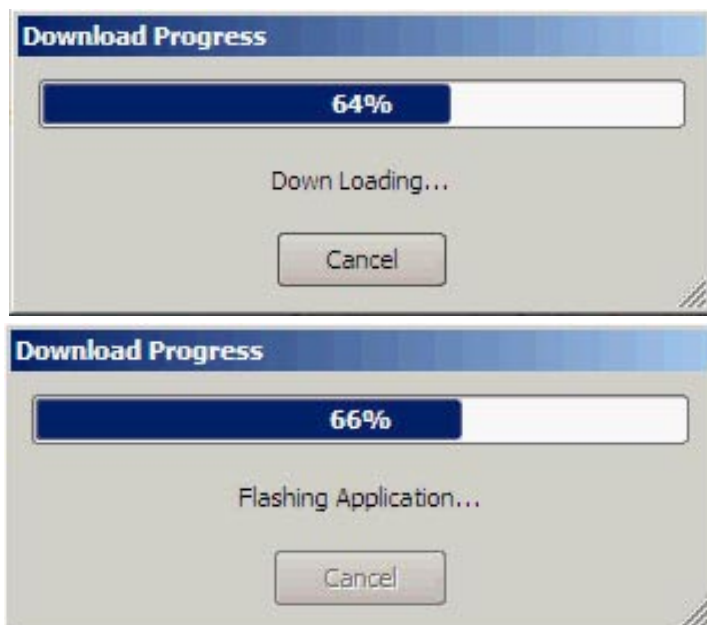 Download Progress
64%
Down Loading...
Cancel
Download Progress
66%
Flashing Application...
Cancel